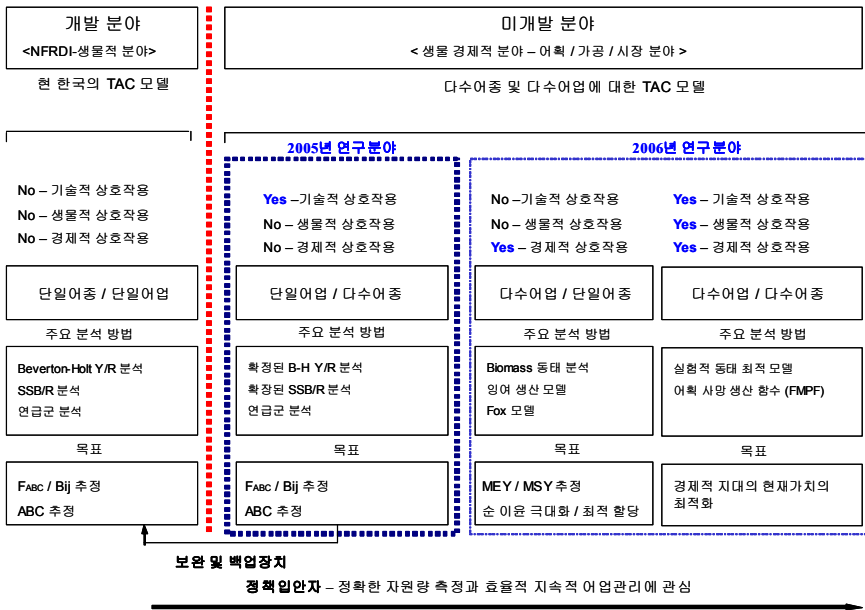 개발 분야
<NFRDI-생물적 분야>
현 한국의 TAC 모델
미개발 분야
< 생물 경제적 분야 – 어획 / 가공 / 시장 분야 >
다수어종 및 다수어업에 대한 TAC 모델
2005년 연구분야
2006년 연구분야
No – 기술적 상호작용
No – 생물적 상호작용
No – 경제적 상호작용
단일어종 / 단일어업
주요 분석 방법
Beverton-Holt Y/R 분석
SSB/R 분석
연급군 분석
목표
FABC / Bij 추정
ABC 추정
Yes –기술적 상호작용
No – 생물적 상호작용
No – 경제적 상호작용
단일어업 / 다수어종
주요 분석 방법
확정된 B-H Y/R 분석
확장된 SSB/R 분석
연급군 분석
목표
FABC / Bij 추정
ABC 추정
No –기술적 상호작용
No – 생물적 상호작용
Yes – 경제적 상호작용
다수어업 / 단일어종
주요 분석 방법
Biomass 동태 분석
잉여 생산 모델
Fox 모델
목표
MEY / MSY 추정
순 이윤 극대화 / 최적 할당
Yes – 기술적 상호작용
Yes – 생물적 상호작용
Yes – 경제적 상호작용
다수어업 / 다수어종
주요 분석 방법
실험적 동태 최적 모델
어획 사망 생산 함수 (FMPF)
목표
경제적 지대의 현재가치의
최적화
보완 및 백업장치
정책입안자 – 정확한 자원량 측정과 효율적 지속적 어업관리에 관심